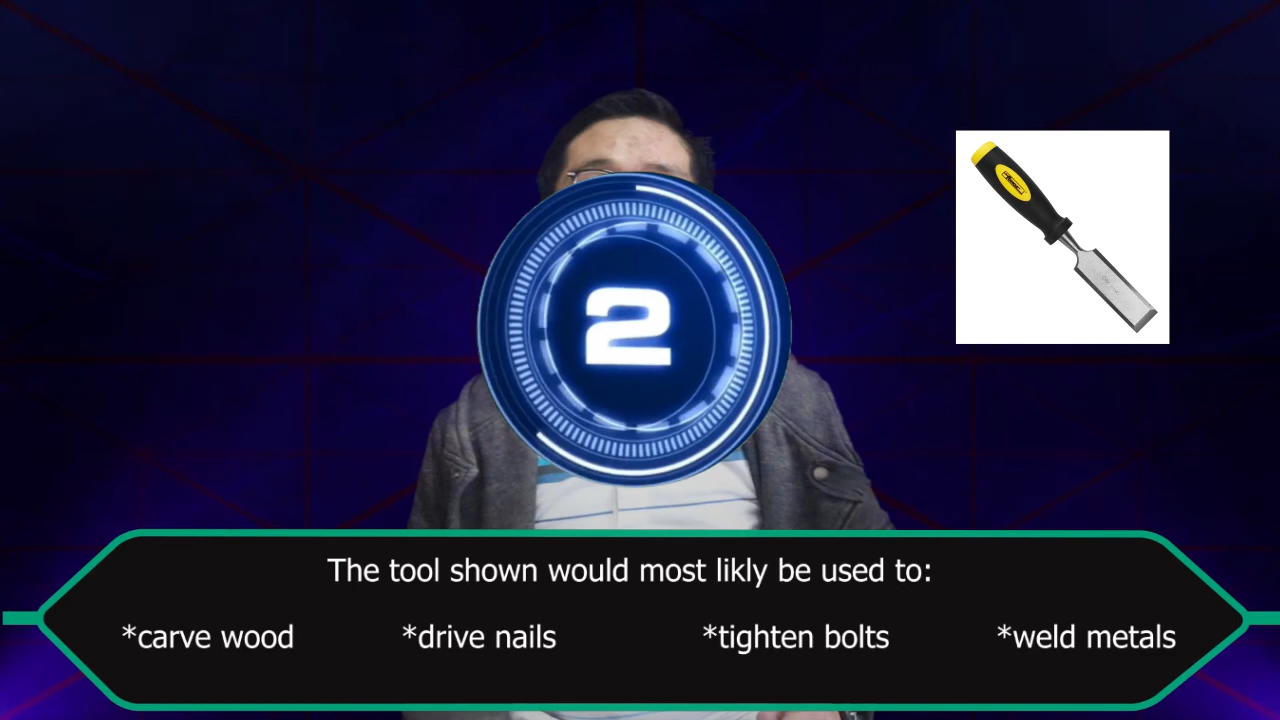 2
The tool shown would most likly be used to:
*carve wood *drive nails *tighten bolts *weld metals